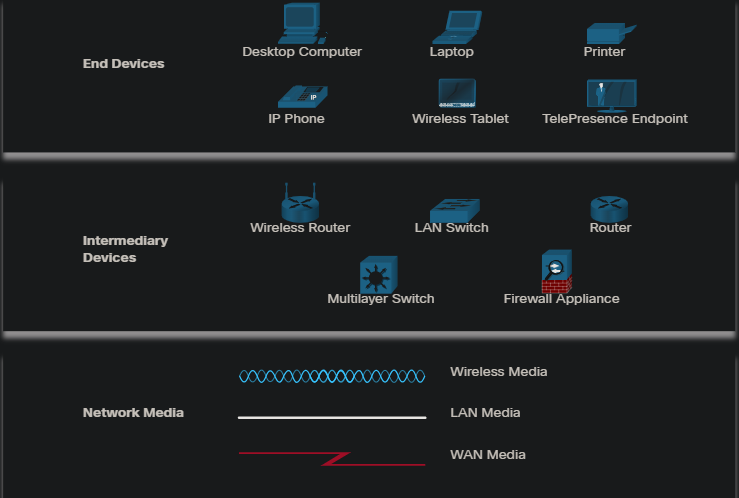 Desktop Computer
Laptop
Printer
End Devices
IP
IP Phone
Wireless Tablet
TelePresence Endpoint
Wireless Router
LAN Switch
Router
Intermediary
Devices
Multilayer Switch
Firewall Appliance
Wireless Media
Network Media
LAN Media
WAN Media